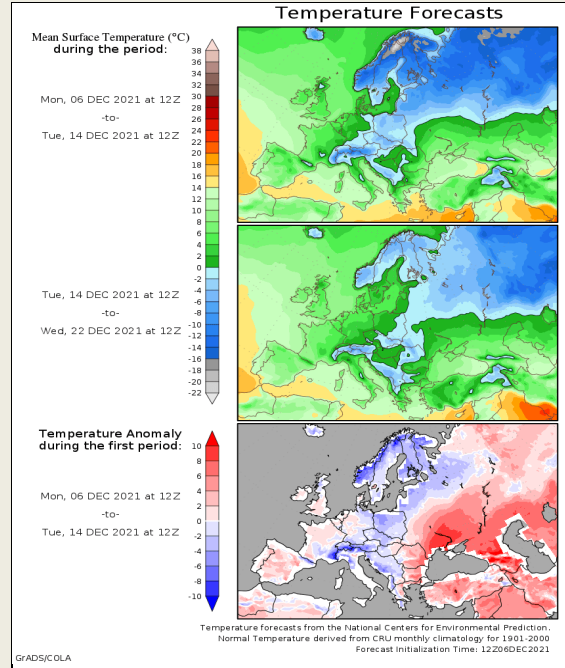 Temperature Forecasts
Mean Surface Temperature (°C)
during the period:
Mon, 06 DEC 2021 at 12Z
-to-
Tue, 14 DEC 2021 at 12Z
38
36
34
32
30
28
26
24
22
20
18
16
14
12
10
8
6
4
2
0
-2
-4
-6
-8
-10
-12
-14
-16
-18
-20
-22
Tue, 14 DEC 2021 at 12Z
-to-
Wed, 22 DEC 2021 at 12Z
Temperature Anomaly
during the first period:
Mon, 06 DEC 2021 at 12Z
-to-
Tue, 14 DEC 2021 at 12Z
10
8
6
4
2
0
-2
-4
-6
-8
-10
Temperature forecasts from the National Centers for Environmental Prediction.
Normal Temperature derived from CRU monthly climatology for 1901-2000
Forecast Initialization Time: 12Z06DEC2021
GrADS/COLA